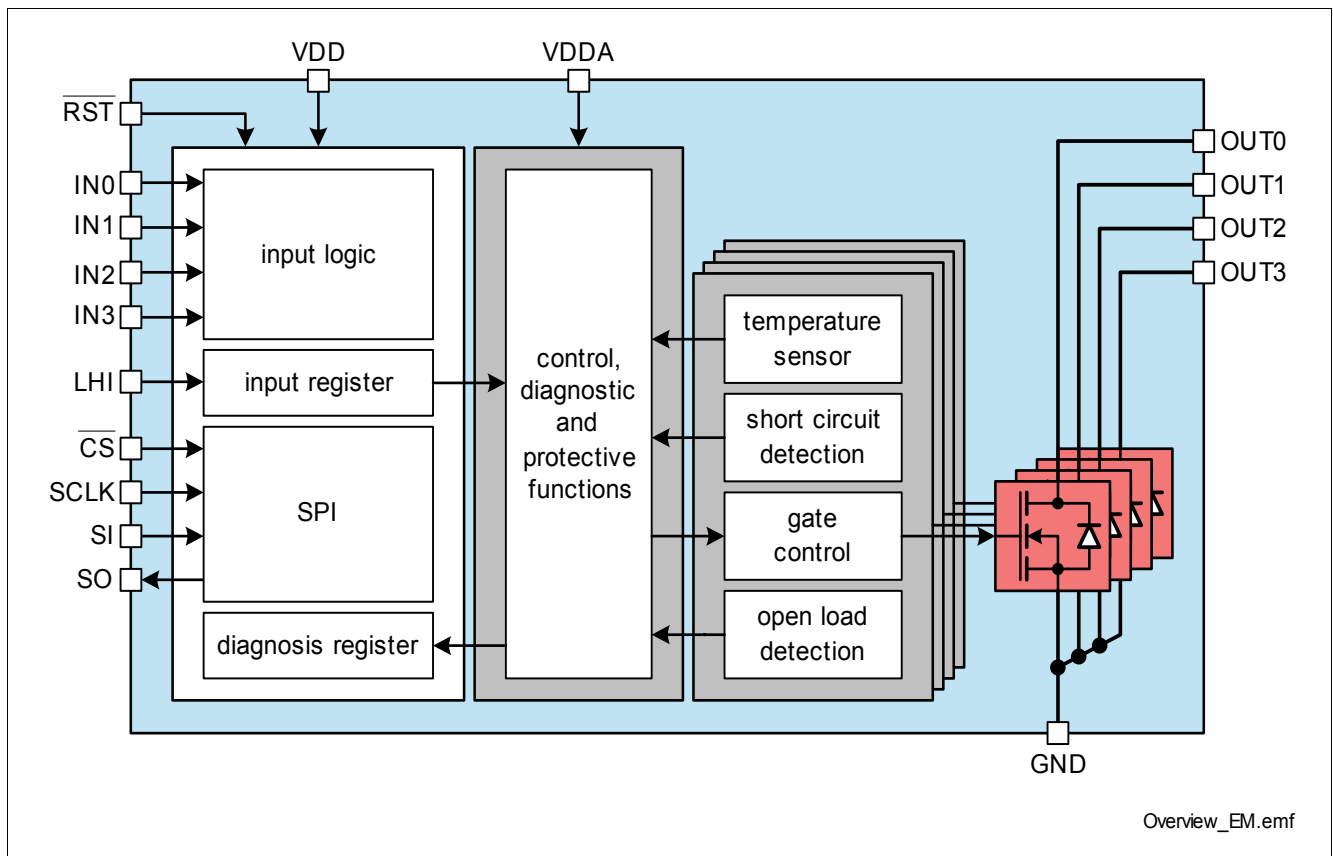 VDD
VDDA
RST
IN0
IN1
IN2
IN3
LHI
CS
SCLK
SI
SO
input logic
input register
SPI
diagnosis register
control,
diagnostic
and
protective
functions
temperature
sensor
short circuit
detection
gate
control
open load
detection
OUT0
OUT1
OUT2
OUT3
GND
Overview_EM.emf